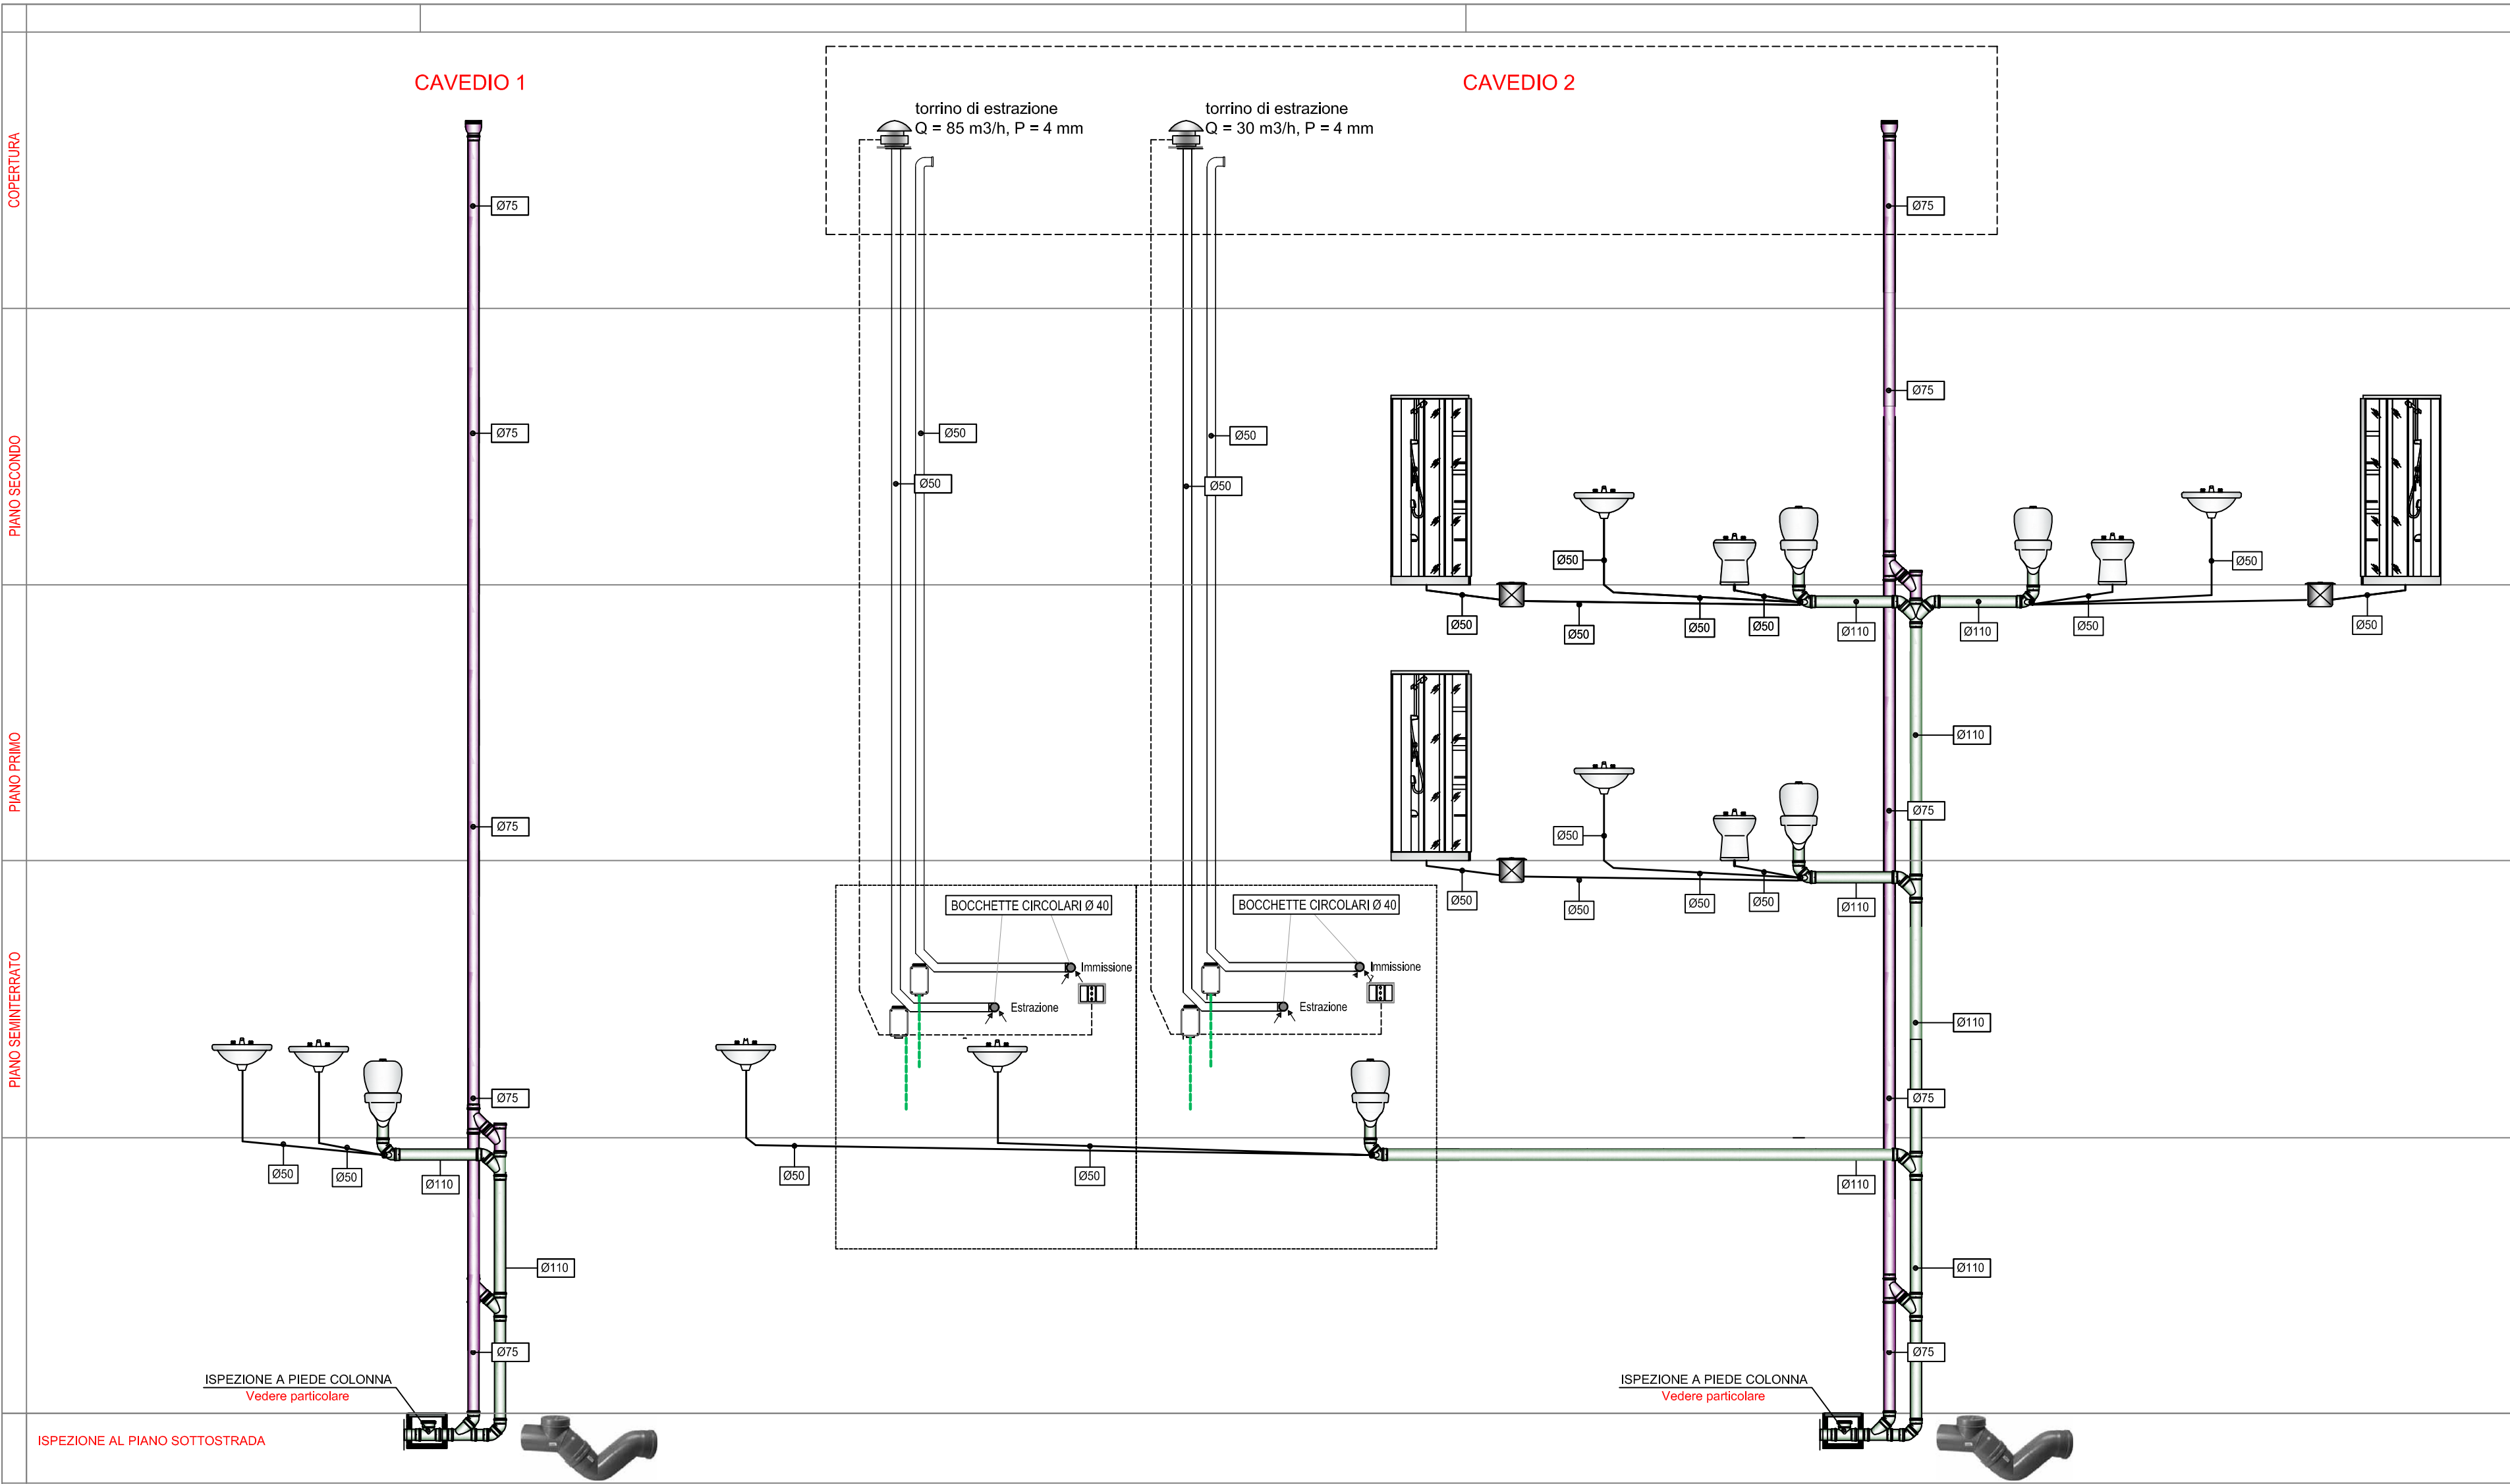 CAVEDIO 1
CAVEDIO 2
torrino di estrazione
Q = 85 m3/h, P = 4 mm
torrino di estrazione
Q = 30 m3/h, P = 4 mm
COPERTURA
Ø75
Ø75
PIANO SECONDO
Ø75
Ø50
Ø50
Ø50
Ø50
Ø75
Ø50
Ø50
Ø50
Ø50
Ø50
Ø50
Ø110
Ø110
Ø50
Ø50
PIANO PRIMO
Ø75
Ø110
Ø75
Ø50
Ø50
Ø50
Ø50
Ø50
Ø110
PIANO SEMINTERRATO
BOCCHETTE CIRCOLARI Ø 40
BOCCHETTE CIRCOLARI Ø 40
Immissione
Immissione
Estrazione
Estrazione
Ø110
Ø75
Ø75
Ø50
Ø50
Ø110
Ø50
Ø50
Ø110
Ø110
Ø110
Ø75
Ø75
ISPEZIONE A PIEDE COLONNA
Vedere particolare
ISPEZIONE A PIEDE COLONNA
Vedere particolare
ISPEZIONE AL PIANO SOTTOSTRADA